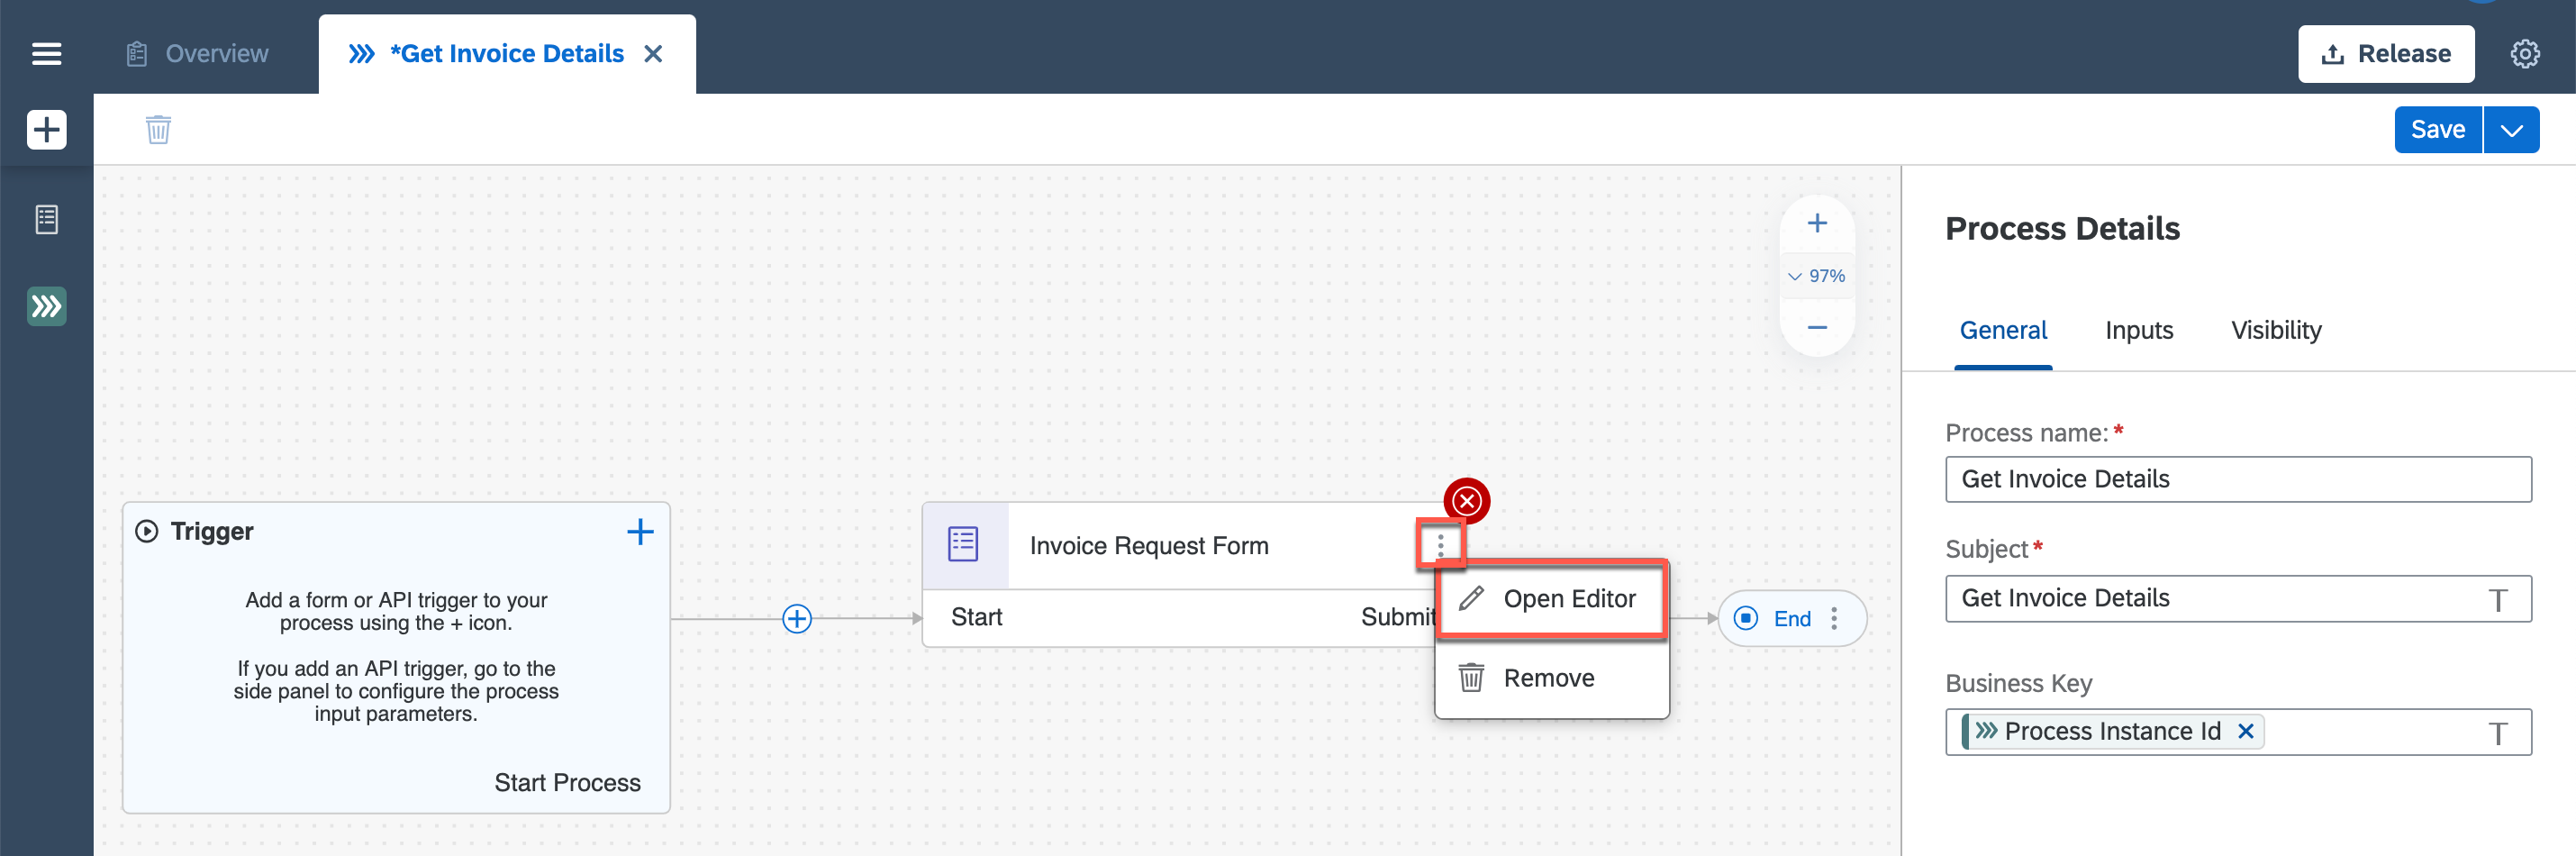 Overview
*Get Invoice Details
Release
Save
97%
Trigger
Add a form or API trigger to your
process using the + icon.
If you add an API trigger, go to the
side panel to configure the process
input parameters.
Start Process
Invoice Request Form
Start
Submit
Open Editor
Remove
End
Process Details
General
Inputs
Visibility
Process name:*
Get Invoice Details
Subject*
Get Invoice Details
Business Key
Process Instance Id